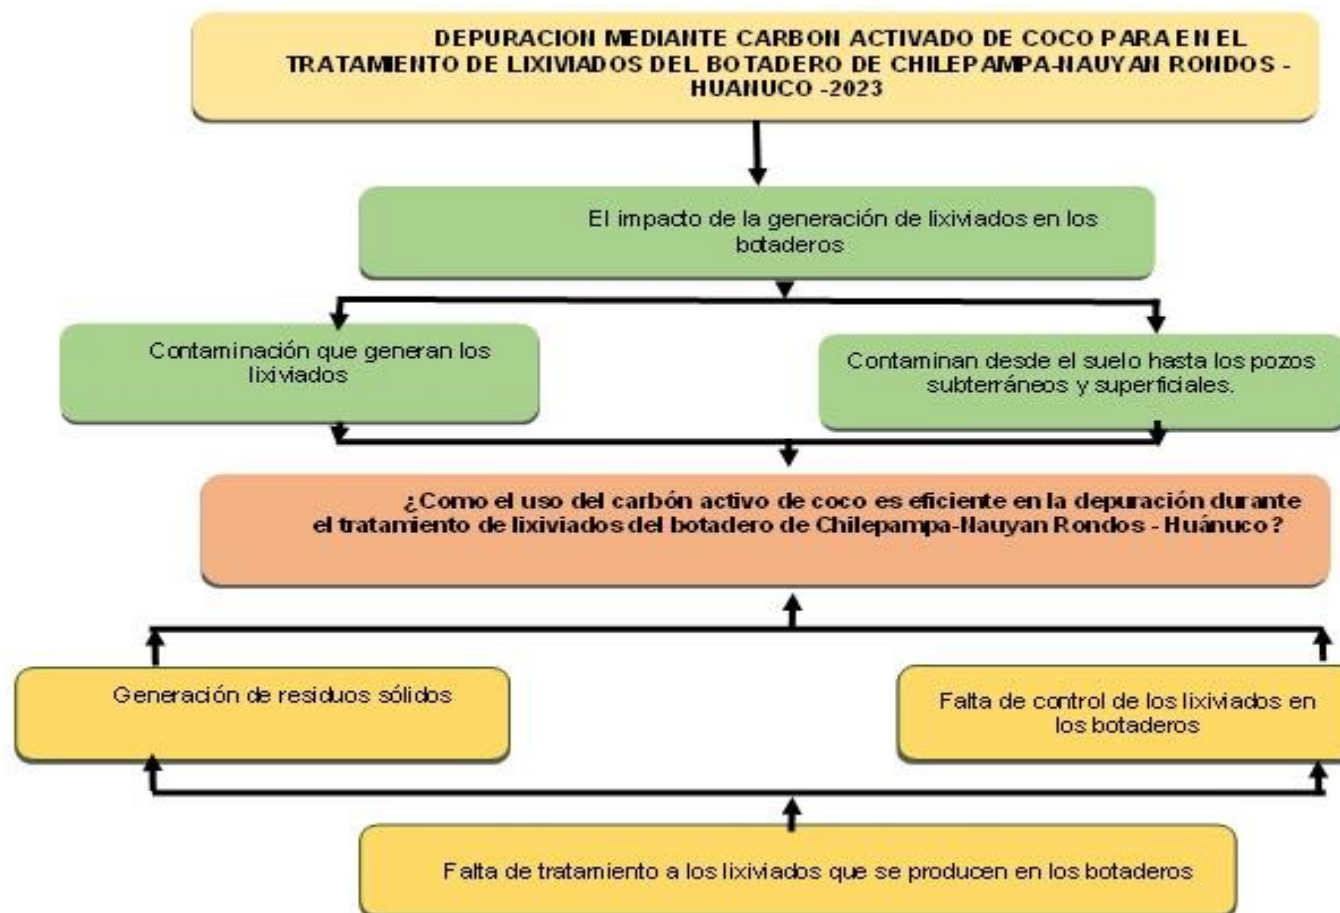 DEPURACION MEDIANTE CARBON ACTIVADO DE COCO PARA EN EL
TRATAMIENTO DE LIXIVIADOS DEL BOTADERO DE CHILEPAMPA-NAUYAN RONDOS -
HUANUCO -2023
El impacto de la generación de lixiviados en los
botaderos
Contaminación que generan los
lixiviados
Contaminan desde el suelo hasta los pozos
subterráneos y superficiales.
¿Como el uso del carbón activo de coco es eficiente en la depuración durante
el tratamiento de lixiviados del botadero de Chilepampa-Nauyan Rondos - Huánuco?
Generación de residuos sólidos
Falta de control de los lixiviados en
los botaderos
Falta de tratamiento a los lixiviados que se producen en los botaderos